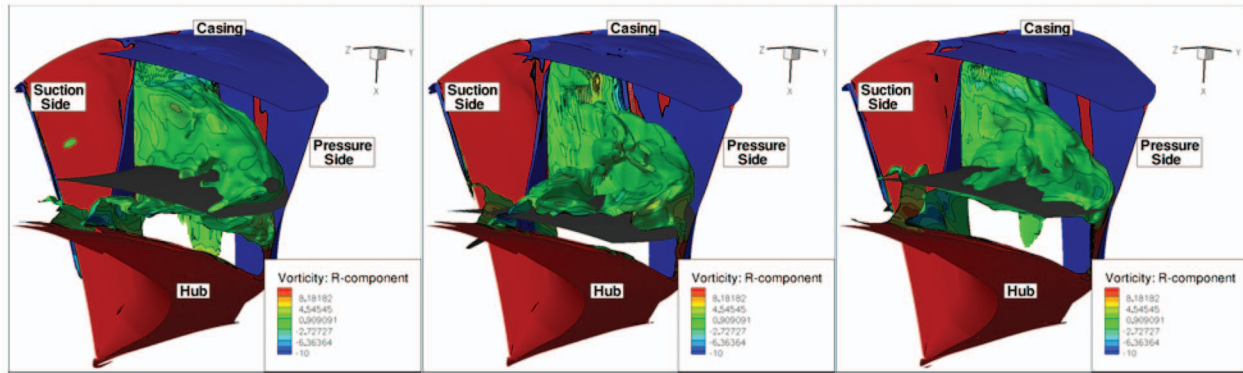 Casing
Z
Y
X
Suction
Side
Pressure
Side
Hub
Vorticity: R-component
8.18182
4.54545
0.909091
-2.72727
-6.36364
-10
Casing
Z
Y
X
Suction
Side
Pressure
Side
Hub
Vorticity: R-component
8.18182
4.54545
0.909091
-2.72727
-6.36364
-10
Casing
Z
Y
X
Suction
Side
Pressure
Side
Hub
Vorticity: R-component
8.18182
4.54545
0.909091
-2.72727
-6.36364
-10